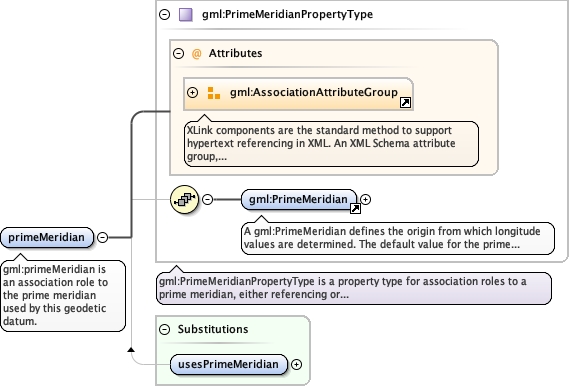 gml:PrimeMeridianPropertyType
@ Attributes
gml:AssociationAttributeGroup
XLink components are the standard method to support
hypertext referencing in XML. An XML Schema attribute
group,...
gml:PrimeMeridian
A gml:PrimeMeridian defines the origin from which longitude
values are determined. The default value for the prime...
primeMeridian
gml:primeMeridian is
an association role to
the prime meridian
used by this geodetic
datum.
gml:PrimeMeridianPropertyType is a property type for association roles to a
prime meridian, either referencing or...
Substitutions
usesPrimeMeridian